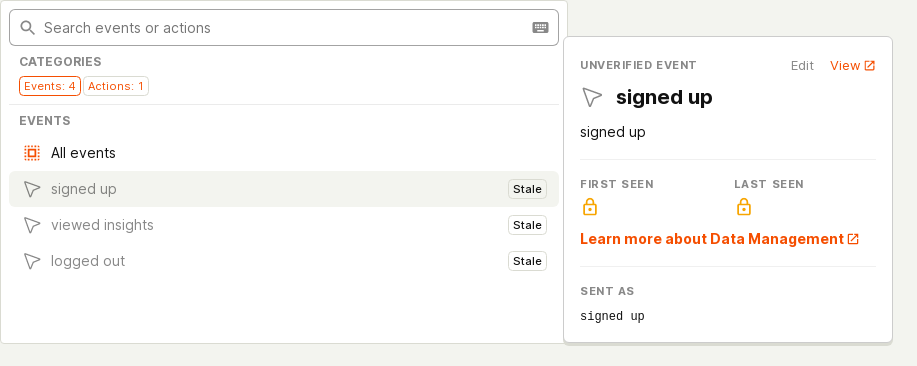 Search events or actions
CATEGORIES
Events: 4 Actions: 1
EVENTS
All events
signed up Stale
viewed insights Stale
logged out Stale
UNVERIFIED EVENT Edit View
signed up
signed up
FIRST SEEN LAST SEEN
Learn more about Data Management
SENT AS
signed up